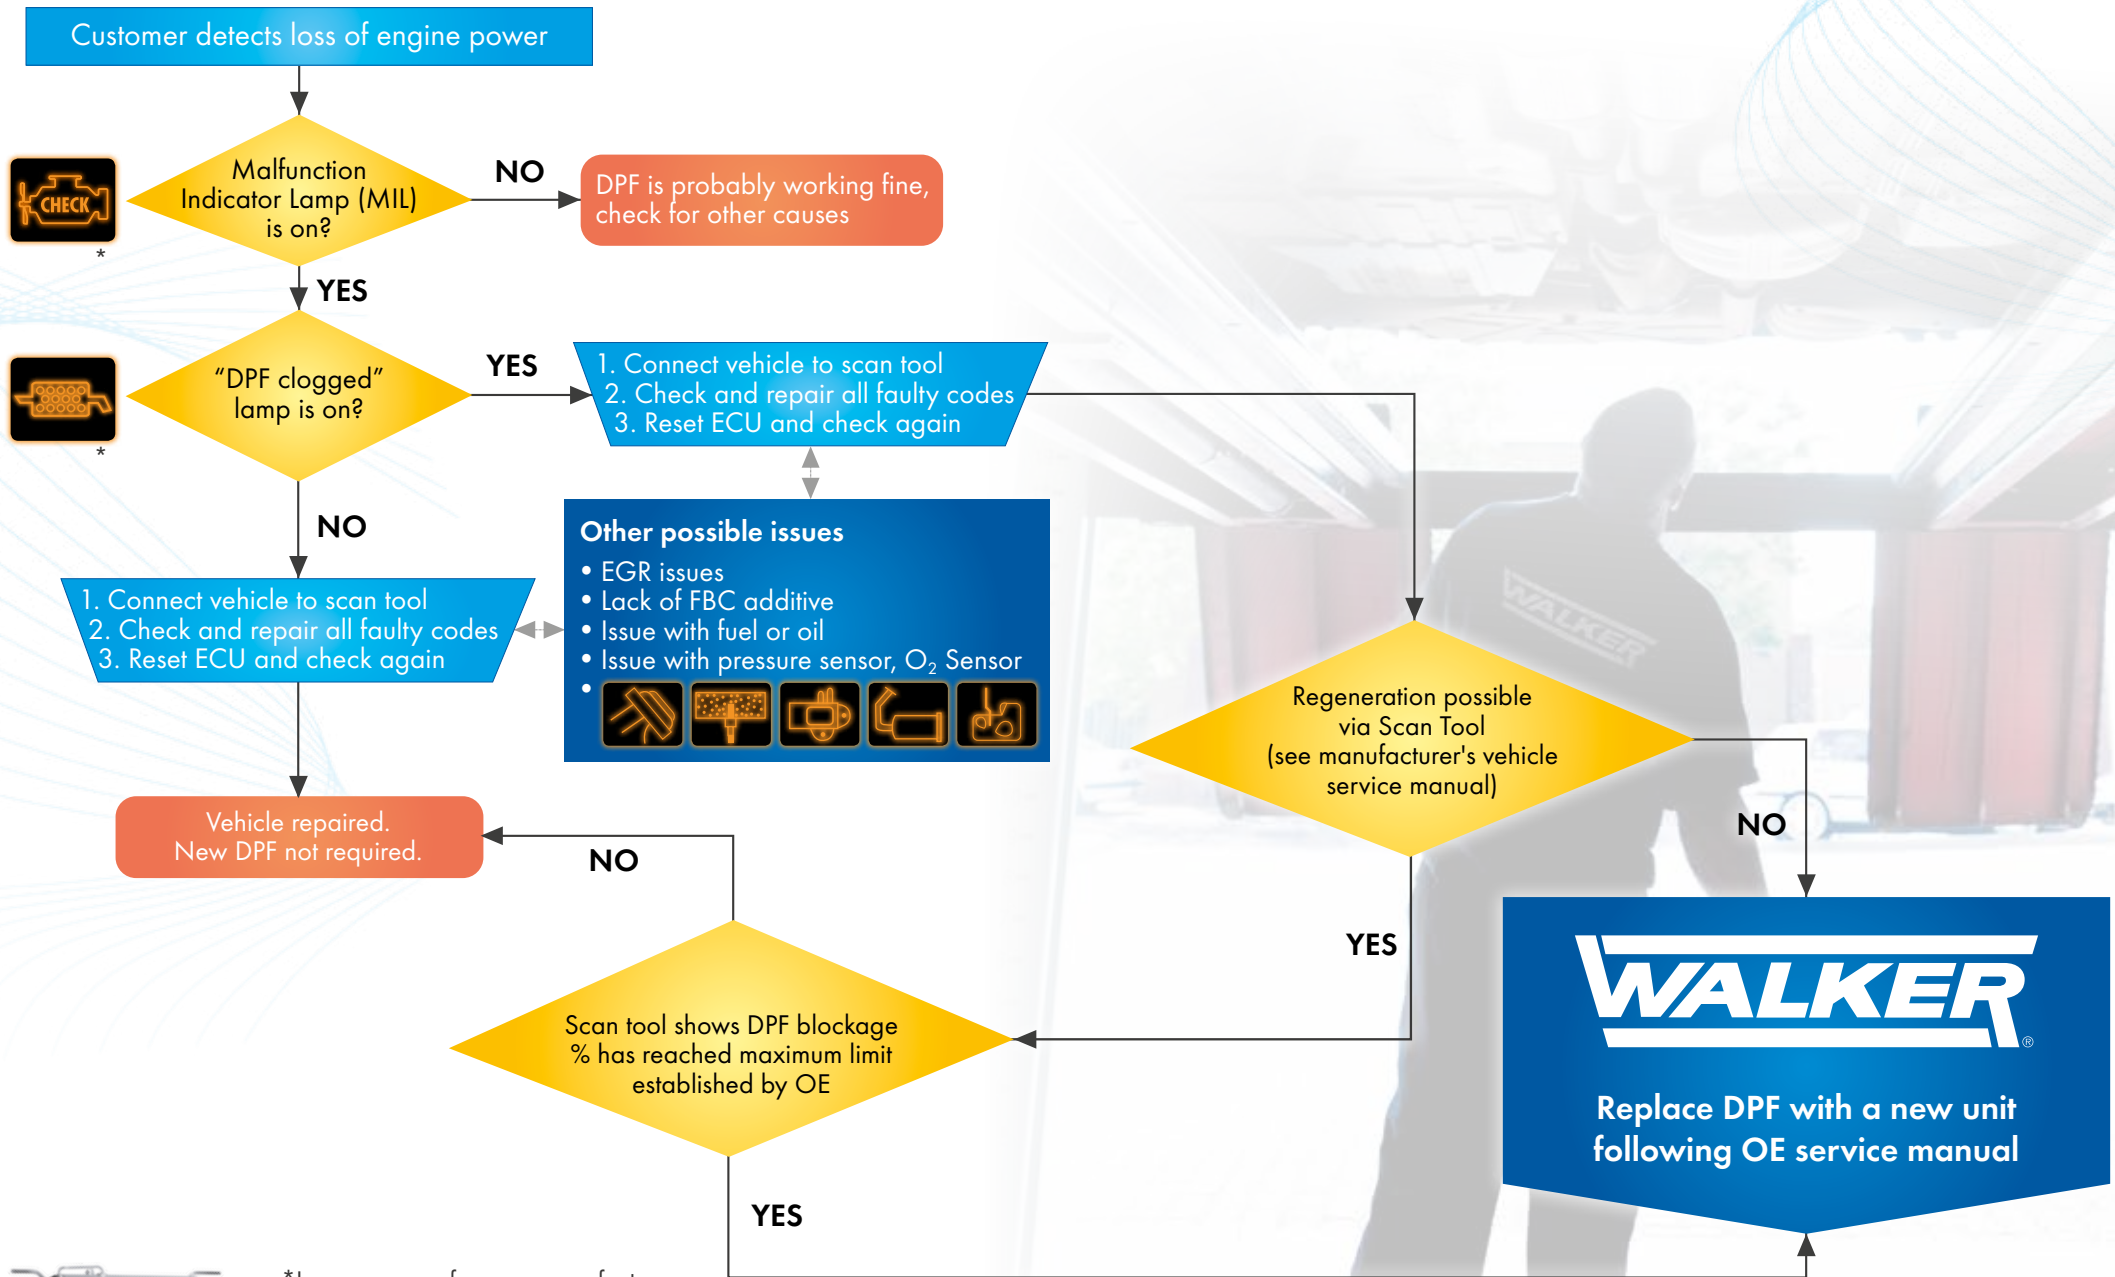 Customer detects loss of engine power
Malfunction
Indicator Lamp (MIL)
is on?
NO
DPF is probably working fine,
check for other causes
CHECK
*
YES
"DPF clogged"
lamp is on?
*
YES
1. Connect vehicle to scan tool
2. Check and repair all faulty codes
3. Reset ECU and check again
NO
Other possible issues
• EGR issues
• Lack of FBC additive
• Issue with fuel or oil
• Issue with pressure sensor, O₂ Sensor
•
1. Connect vehicle to scan tool
2. Check and repair all faulty codes
3. Reset ECU and check again
WALKER
Regeneration possible
via Scan Tool
(see manufacturer's vehicle
service manual)
NO
Vehicle repaired.
New DPF not required.
NO
YES
Scan tool shows DPF blockage
% has reached maximum limit
established by OE
WALKER®
Replace DPF with a new unit
following OE service manual
YES